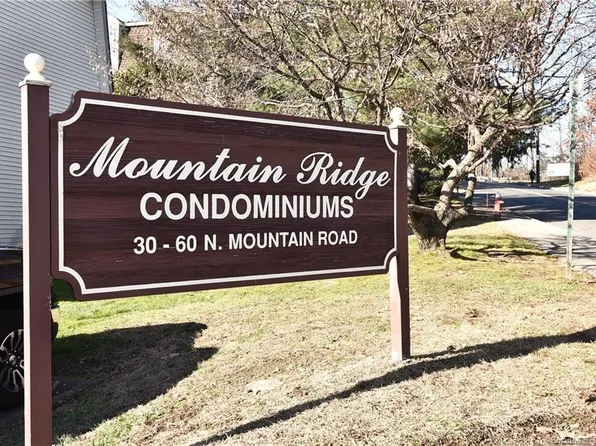 Mountain Ridge
CONDOMINIUMS
30 - 60 N. MOUNTAIN ROAD